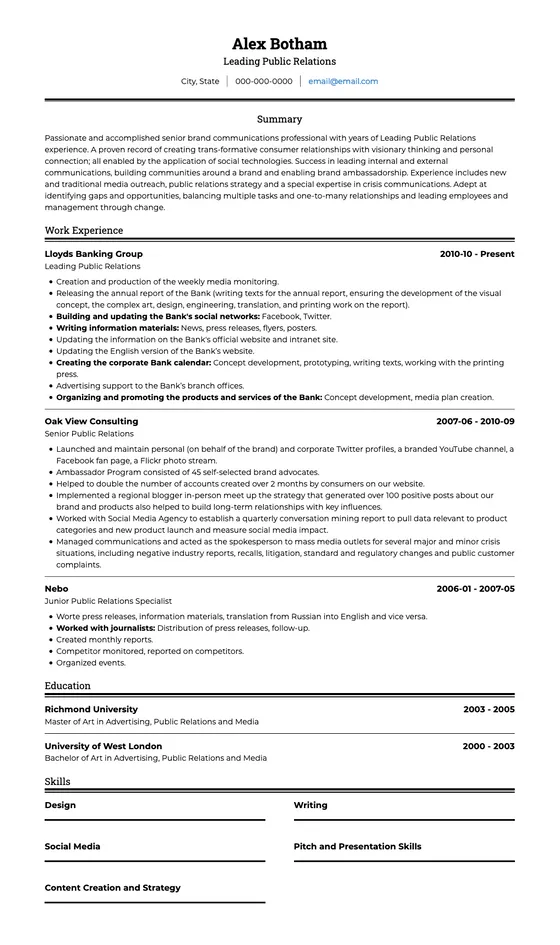 Alex Botham
Leading Public Relations
City, State | 000-000-0000 | email@email.com
Summary
Passionate and accomplished senior brand communications professional with years of Leading Public Relations
experience. A proven record of creating trans-formative consumer relationships with visionary thinking and personal
connection; all enabled by the application of social technologies. Success in leading internal and external
communications, building communities around a brand and enabling brand ambassadorship. Experience includes new
and traditional media outreach, public relations strategy and a special expertise in crisis communications. Adept at
identifying gaps and opportunities, balancing multiple tasks and one-to-many relationships and leading employees and
management through change.
Work Experience
Lloyds Banking Group 2010-10 - Present
Leading Public Relations
• Creation and production of the weekly media monitoring.
• Releasing the annual report of the Bank (writing texts for the annual report, ensuring the development of the visual
concept, the complex art, design, engineering, translation, and printing work on the report).
• Building and updating the Bank's social networks: Facebook, Twitter.
• Writing information materials: News, press releases, flyers, posters.
• Updating the information on the Bank's official website and intranet site.
• Updating the English version of the Bank's website.
• Creating the corporate Bank calendar: Concept development, prototyping, writing texts, working with the printing
press.
• Advertising support to the Bank's branch offices.
• Organizing and promoting the products and services of the Bank: Concept development, media plan creation.
Oak View Consulting 2007-06 - 2010-09
Senior Public Relations
• Launched and maintain personal (on behalf of the brand) and corporate Twitter profiles, a branded YouTube channel, a
Facebook fan page, a Flickr photo stream.
• Ambassador Program consisted of 45 self-selected brand advocates.
• Helped to double the number of accounts created over 2 months by consumers on our website.
• Implemented a regional blogger in-person meet up the strategy that generated over 100 positive posts about our
brand and products also helped to build long-term relationships with key influences.
• Worked with Social Media Agency to establish a quarterly conversation mining report to pull data relevant to product
categories and new product launch and measure social media impact.
• Managed communications and acted as the spokesperson to mass media outlets for several major and minor crisis
situations, including negative industry reports, recalls, litigation, standard and regulatory changes and public customer
complaints.
Nebo 2006-01 - 2007-05
Junior Public Relations Specialist
• Worte press releases, information materials, translation from Russian into English and vice versa.
• Worked with journalists: Distribution of press releases, follow-up.
• Created monthly reports.
• Competitor monitored, reported on competitors.
• Organized events.
Education
Richmond University 2003 - 2005
Master of Art in Advertising, Public Relations and Media
University of West London 2000 - 2003
Bachelor of Art in Advertising, Public Relations and Media
Skills
Design Writing
Social Media Pitch and Presentation Skills
Content Creation and Strategy